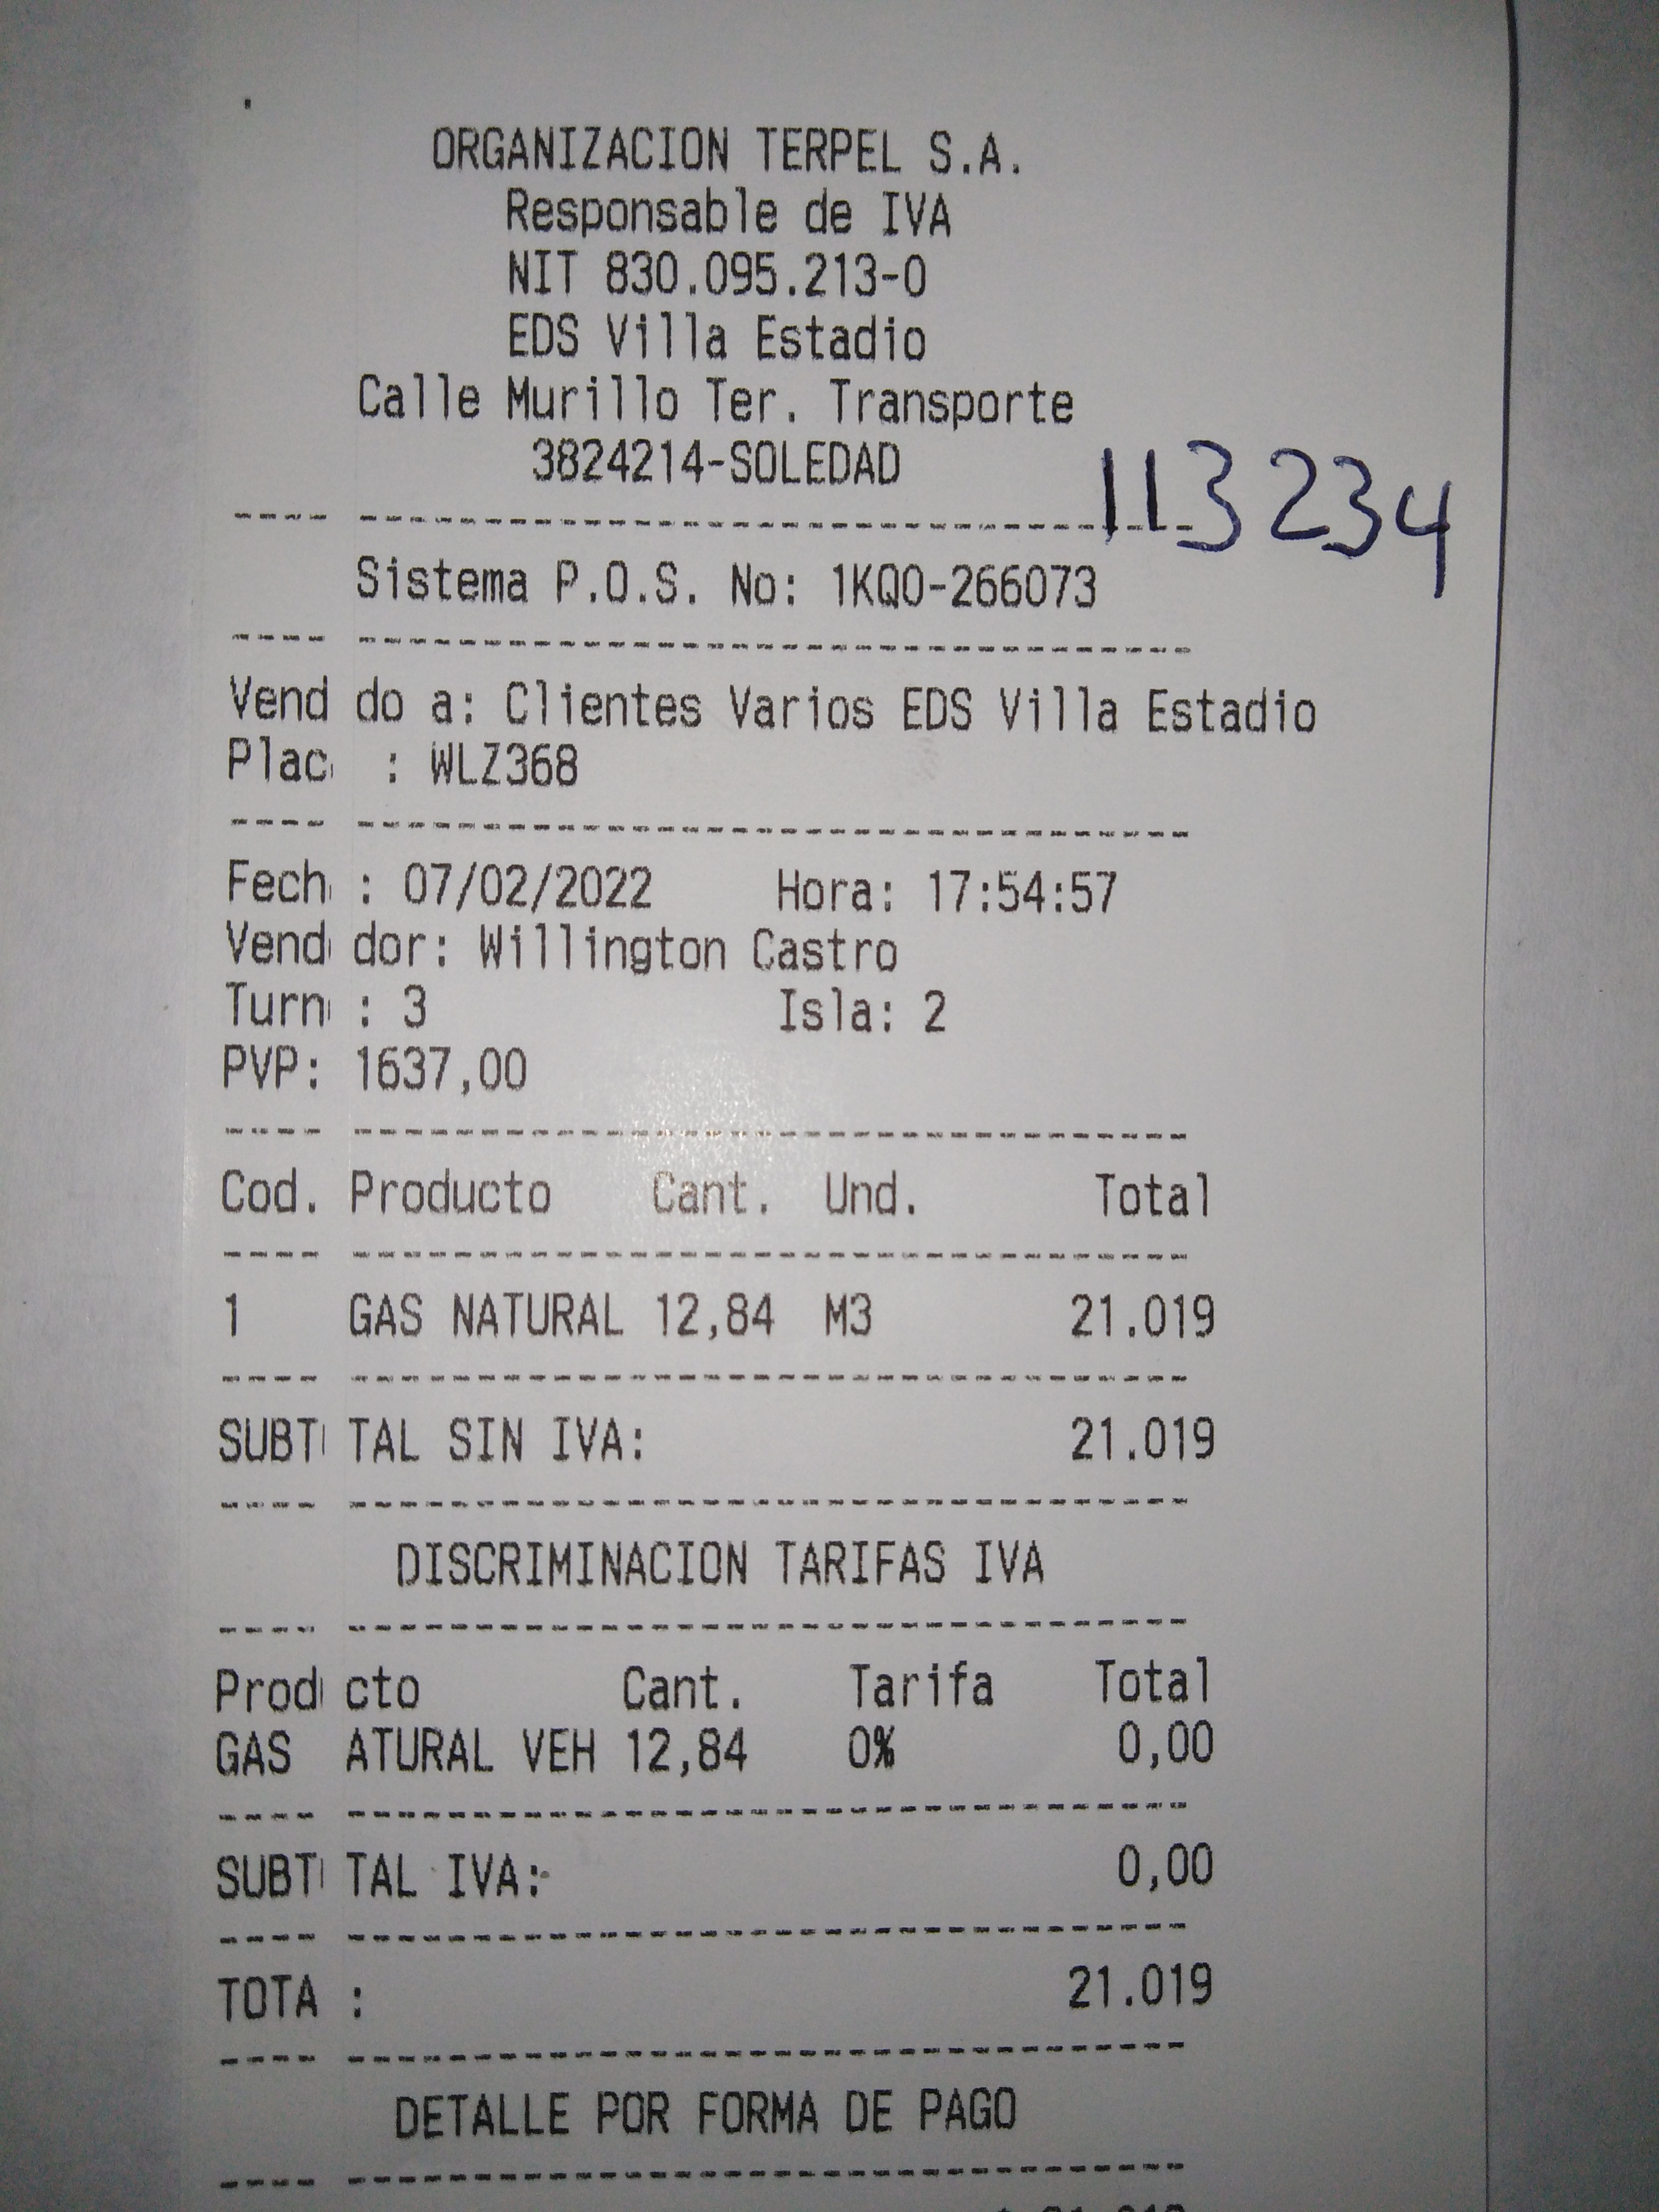 ORGANIZACION TERPEL S.A.
Responsable de IVA
NIT 830.095.213-0
EDS Villa Estadio
Calle Murillo Ter. Transporte
3824214-SOLEDAD
113234
Sistema P.O.S. No: 1KQ0-266073
Vend do a: Clientes Varios EDS Villa Estadio
Plac : WLZ368
Fech : 07/02/2022 Hora: 17:54:57
Vend dor: Willington Castro
Turn : 3 Isla: 2
PVP: 1637,00
Cod. Producto Cant. Und. Total
1 GAS NATURAL 12,84 M3 21.019
SUBT TAL SIN IVA: 21.019
DISCRIMINACION TARIFAS IVA
Prod cto Cant. Tarifa Total
GAS ATURAL VEH 12,84 0% 0,00
SUBT TAL IVA: 0,00
TOTA : 21.019
DETALLE POR FORMA DE PAGO